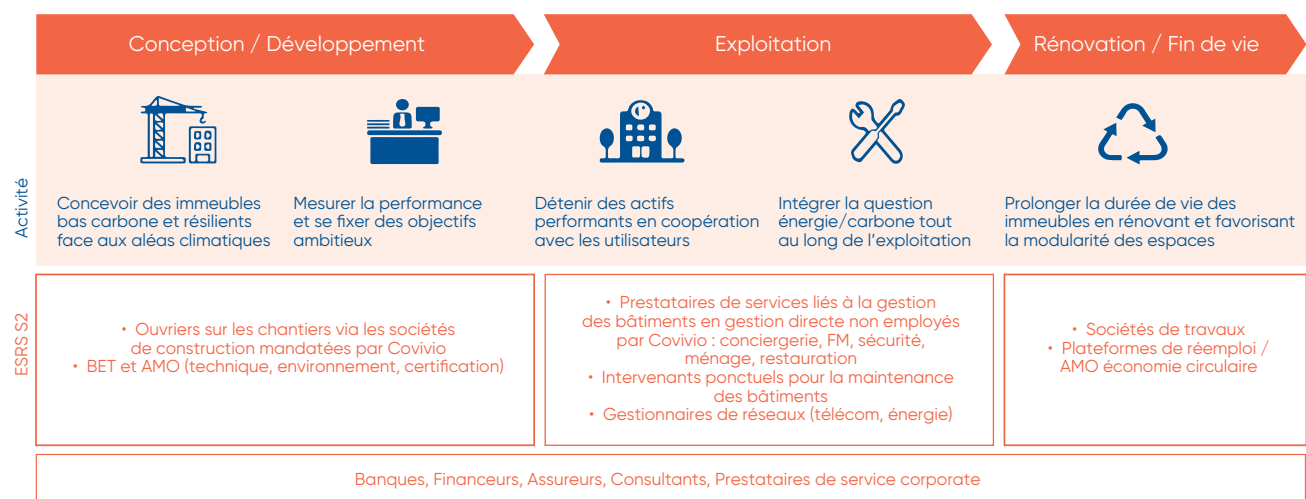 Conception / Développement
Exploitation
Rénovation / Fin de vie
Activité
Concevoir des immeubles
bas carbone et résilients
face aux aléas climatiques
Mesurer la performance
et se fixer des objectifs
ambitieux
Détenir des actifs
performants en coopération
avec les utilisateurs
Intégrer la question
énergie/carbone tout
au long de l'exploitation
Prolonger la durée de vie des
immeubles en rénovant et favorisant
la modularité des espaces
ESRS S2
• Ouvriers sur les chantiers via les sociétés
de construction mandatées par Covivio
• BET et AMO (technique, environnement, certification)
• Prestataires de services liés à la gestion
des bâtiments en gestion directe non employés
par Covivio : conciergerie, FM, sécurité,
ménage, restauration
• Intervenants ponctuels pour la maintenance
des bâtiments
• Gestionnaires de réseaux (télécom, énergie)
• Sociétés de travaux
• Plateformes de réemploi /
AMO économie circulaire
Banques, Financeurs, Assureurs, Consultants, Prestataires de service corporate